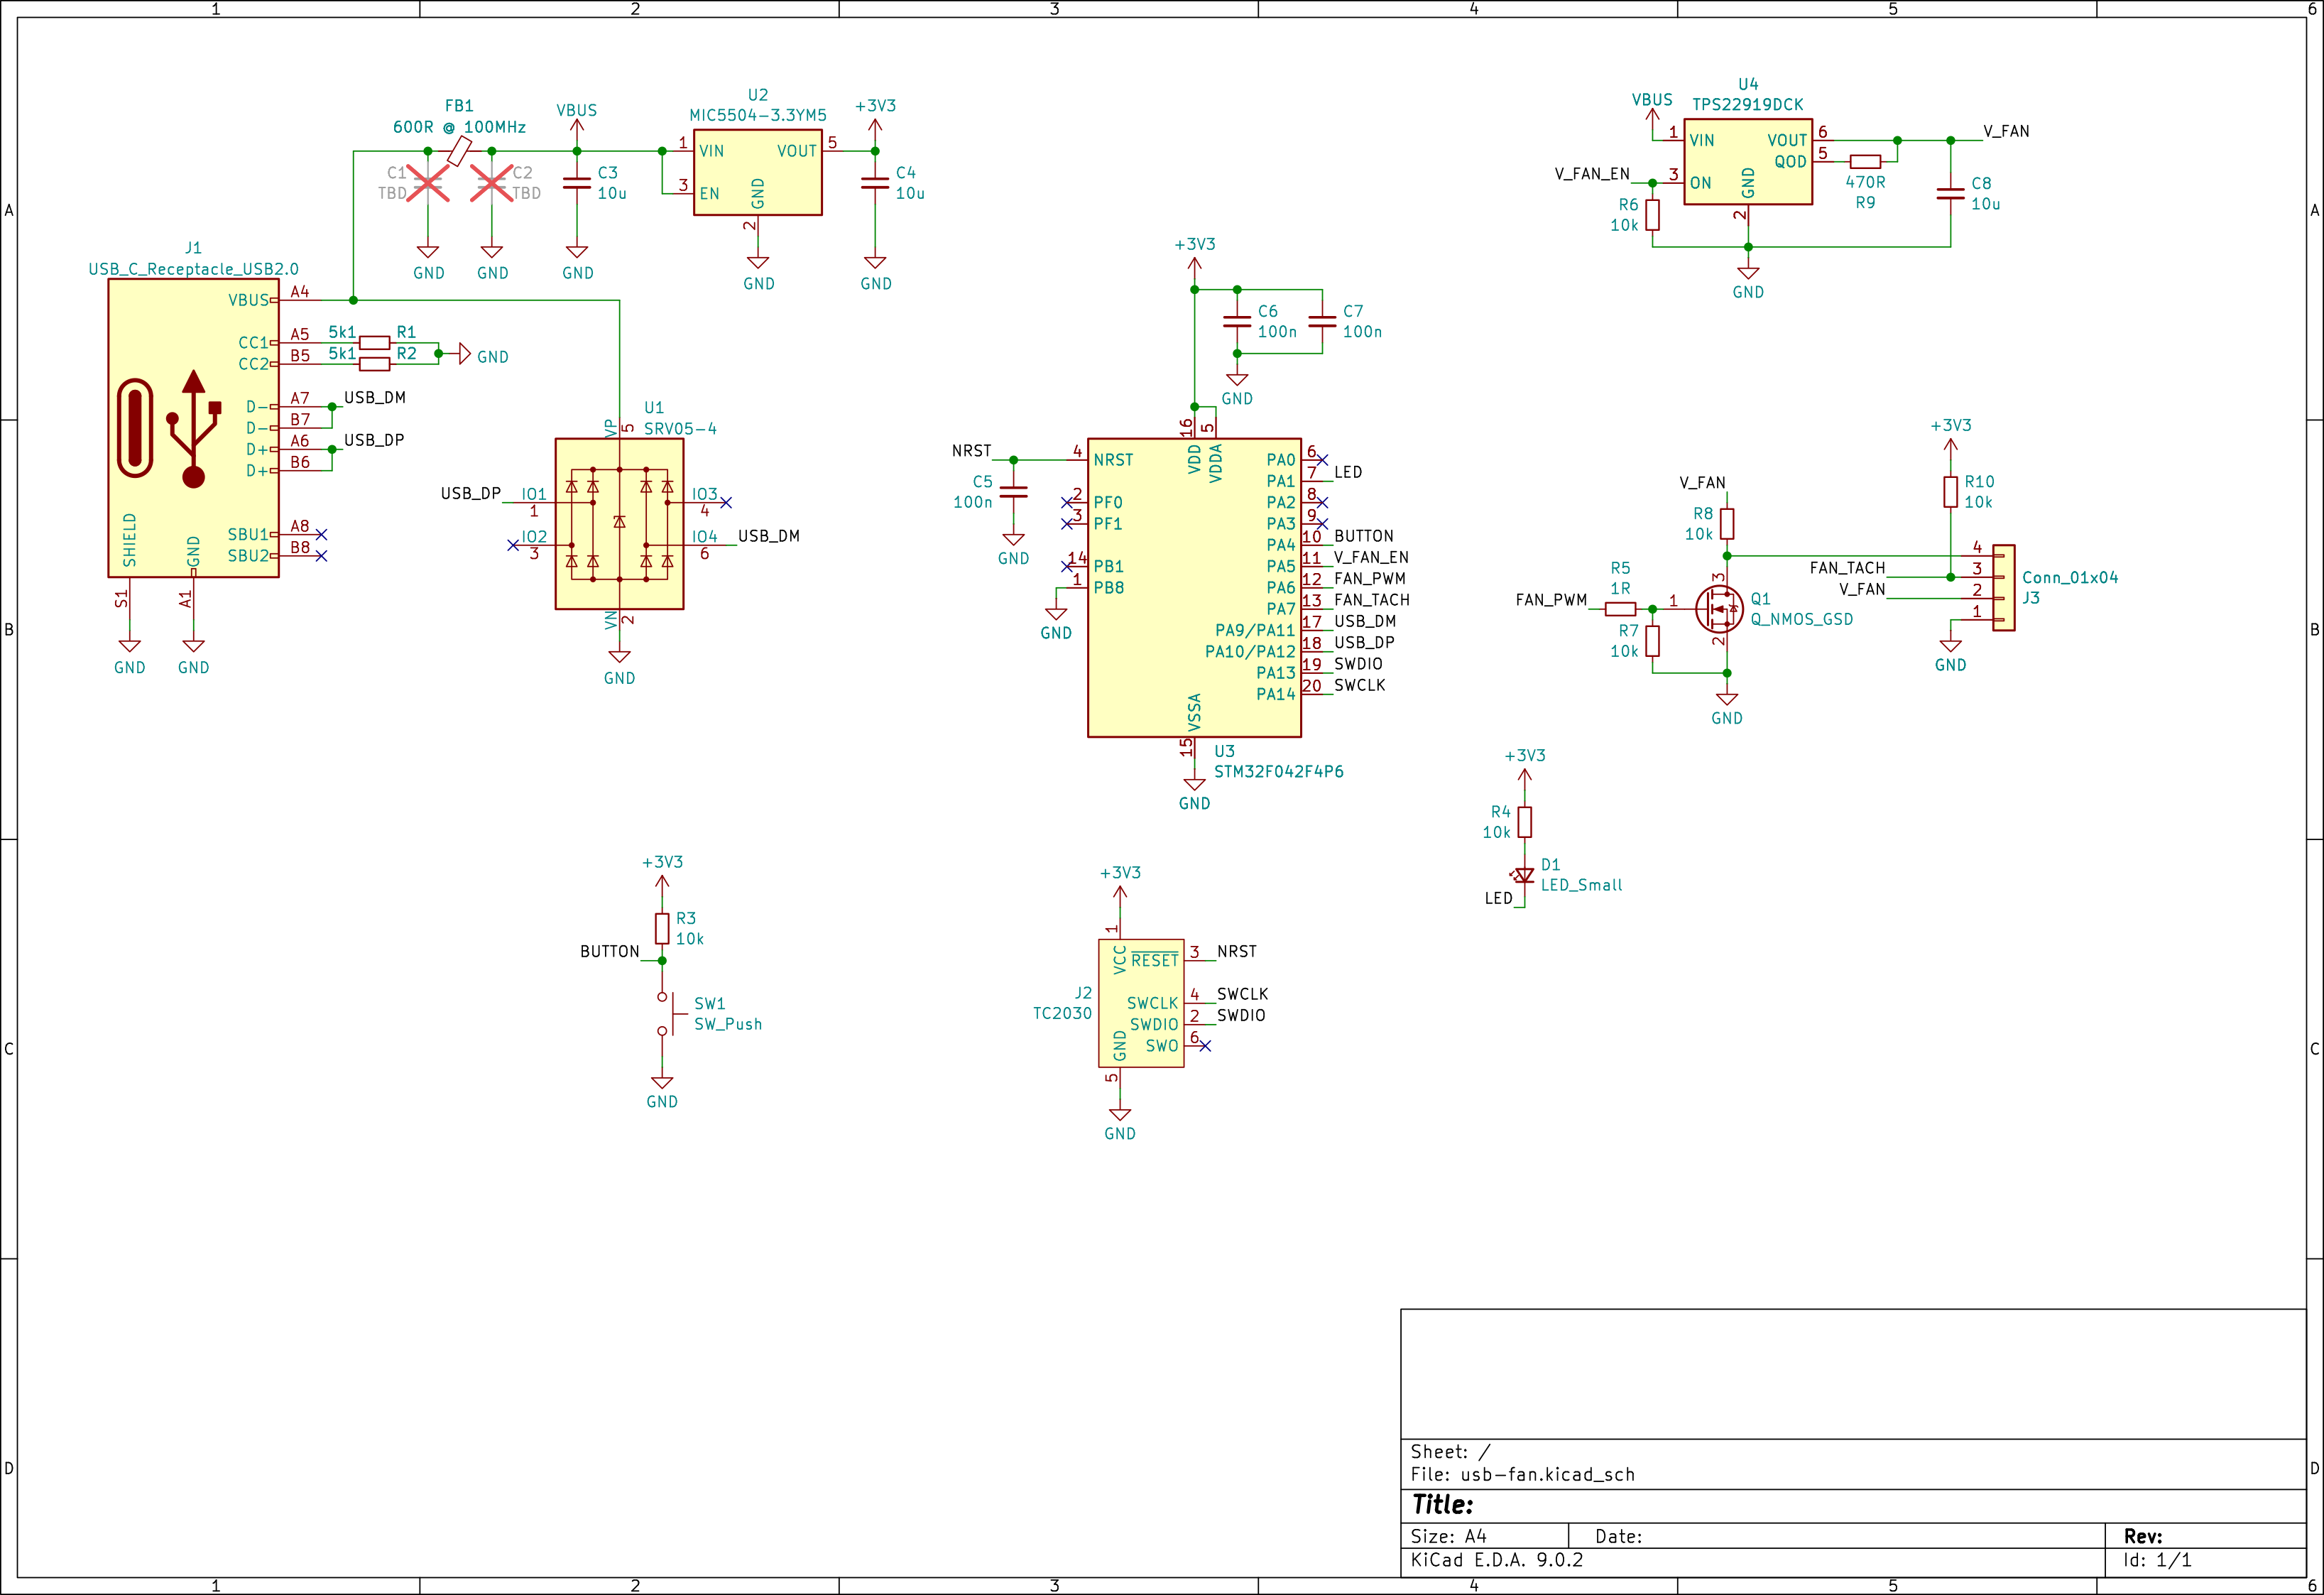 1 2 3 4 5 6
A
B
C
D
A
B
C
D
1 2 3 4 5 6
FB1
600R @ 100MHz
C1
TBD
C2
TBD
VBUS
C3
10u
GND
GND
GND
U2
MIC5504-3.3YM5
1 VIN
3 EN
VOUT 5
GND
2
GND
+3V3
C4
10u
GND
J1
USB_C_Receptacle_USB2.0
VBUS A4
CC1 A5
CC2 B5
D- A7
D- B7
D+ A6
D+ B6
SBU1 A8
SBU2 B8
SHIELD
GND
S1
A1
GND
GND
5k1 R1
5k1 R2
GND
USB_DM
USB_DP
U1
SRV05-4
VP
5
USB_DP
IO1
1
IO2
3
IO3
4
IO4
6
USB_DM
VN
2
GND
+3V3
C6
100n
C7
100n
GND
NRST
C5
100n
GND
4 NRST
2 PF0
3 PF1
14 PB1
1 PB8
GND
16
VDD
5
VDDA
PA0 6
PA1 7 LED
PA2 8
PA3 9
PA4 10 BUTTON
PA5 11 V_FAN_EN
PA6 12 FAN_PWM
PA7 13 FAN_TACH
PA9/PA11 17 USB_DM
PA10/PA12 18 USB_DP
PA13 19 SWDIO
PA14 20 SWCLK
VSSA
15
GND
U3
STM32F042F4P6
U4
TPS22919DCK
VBUS
1 VIN
V_FAN_EN
3 ON
VOUT 6
QOD 5
GND
2
R6
10k
470R
R9
V_FAN
C8
10u
GND
V_FAN
R8
10k
FAN_PWM
R5
1R
R7
10k
1
3
2
Q1
Q_NMOS_GSD
GND
+3V3
R10
10k
FAN_TACH
V_FAN
4
3
2
1
Conn_01x04
J3
GND
+3V3
R4
10k
D1
LED_Small
LED
+3V3
R3
10k
BUTTON
SW1
SW_Push
GND
+3V3
1
VCC
RESET 3 NRST
SWCLK 4 SWCLK
SWDIO 2 SWDIO
SWO 6
GND
5
J2
TC2030
GND
Sheet: /
File: usb-fan.kicad_sch
Title:
Size: A4 Date: Rev:
KiCad E.D.A. 9.0.2 Id: 1/1